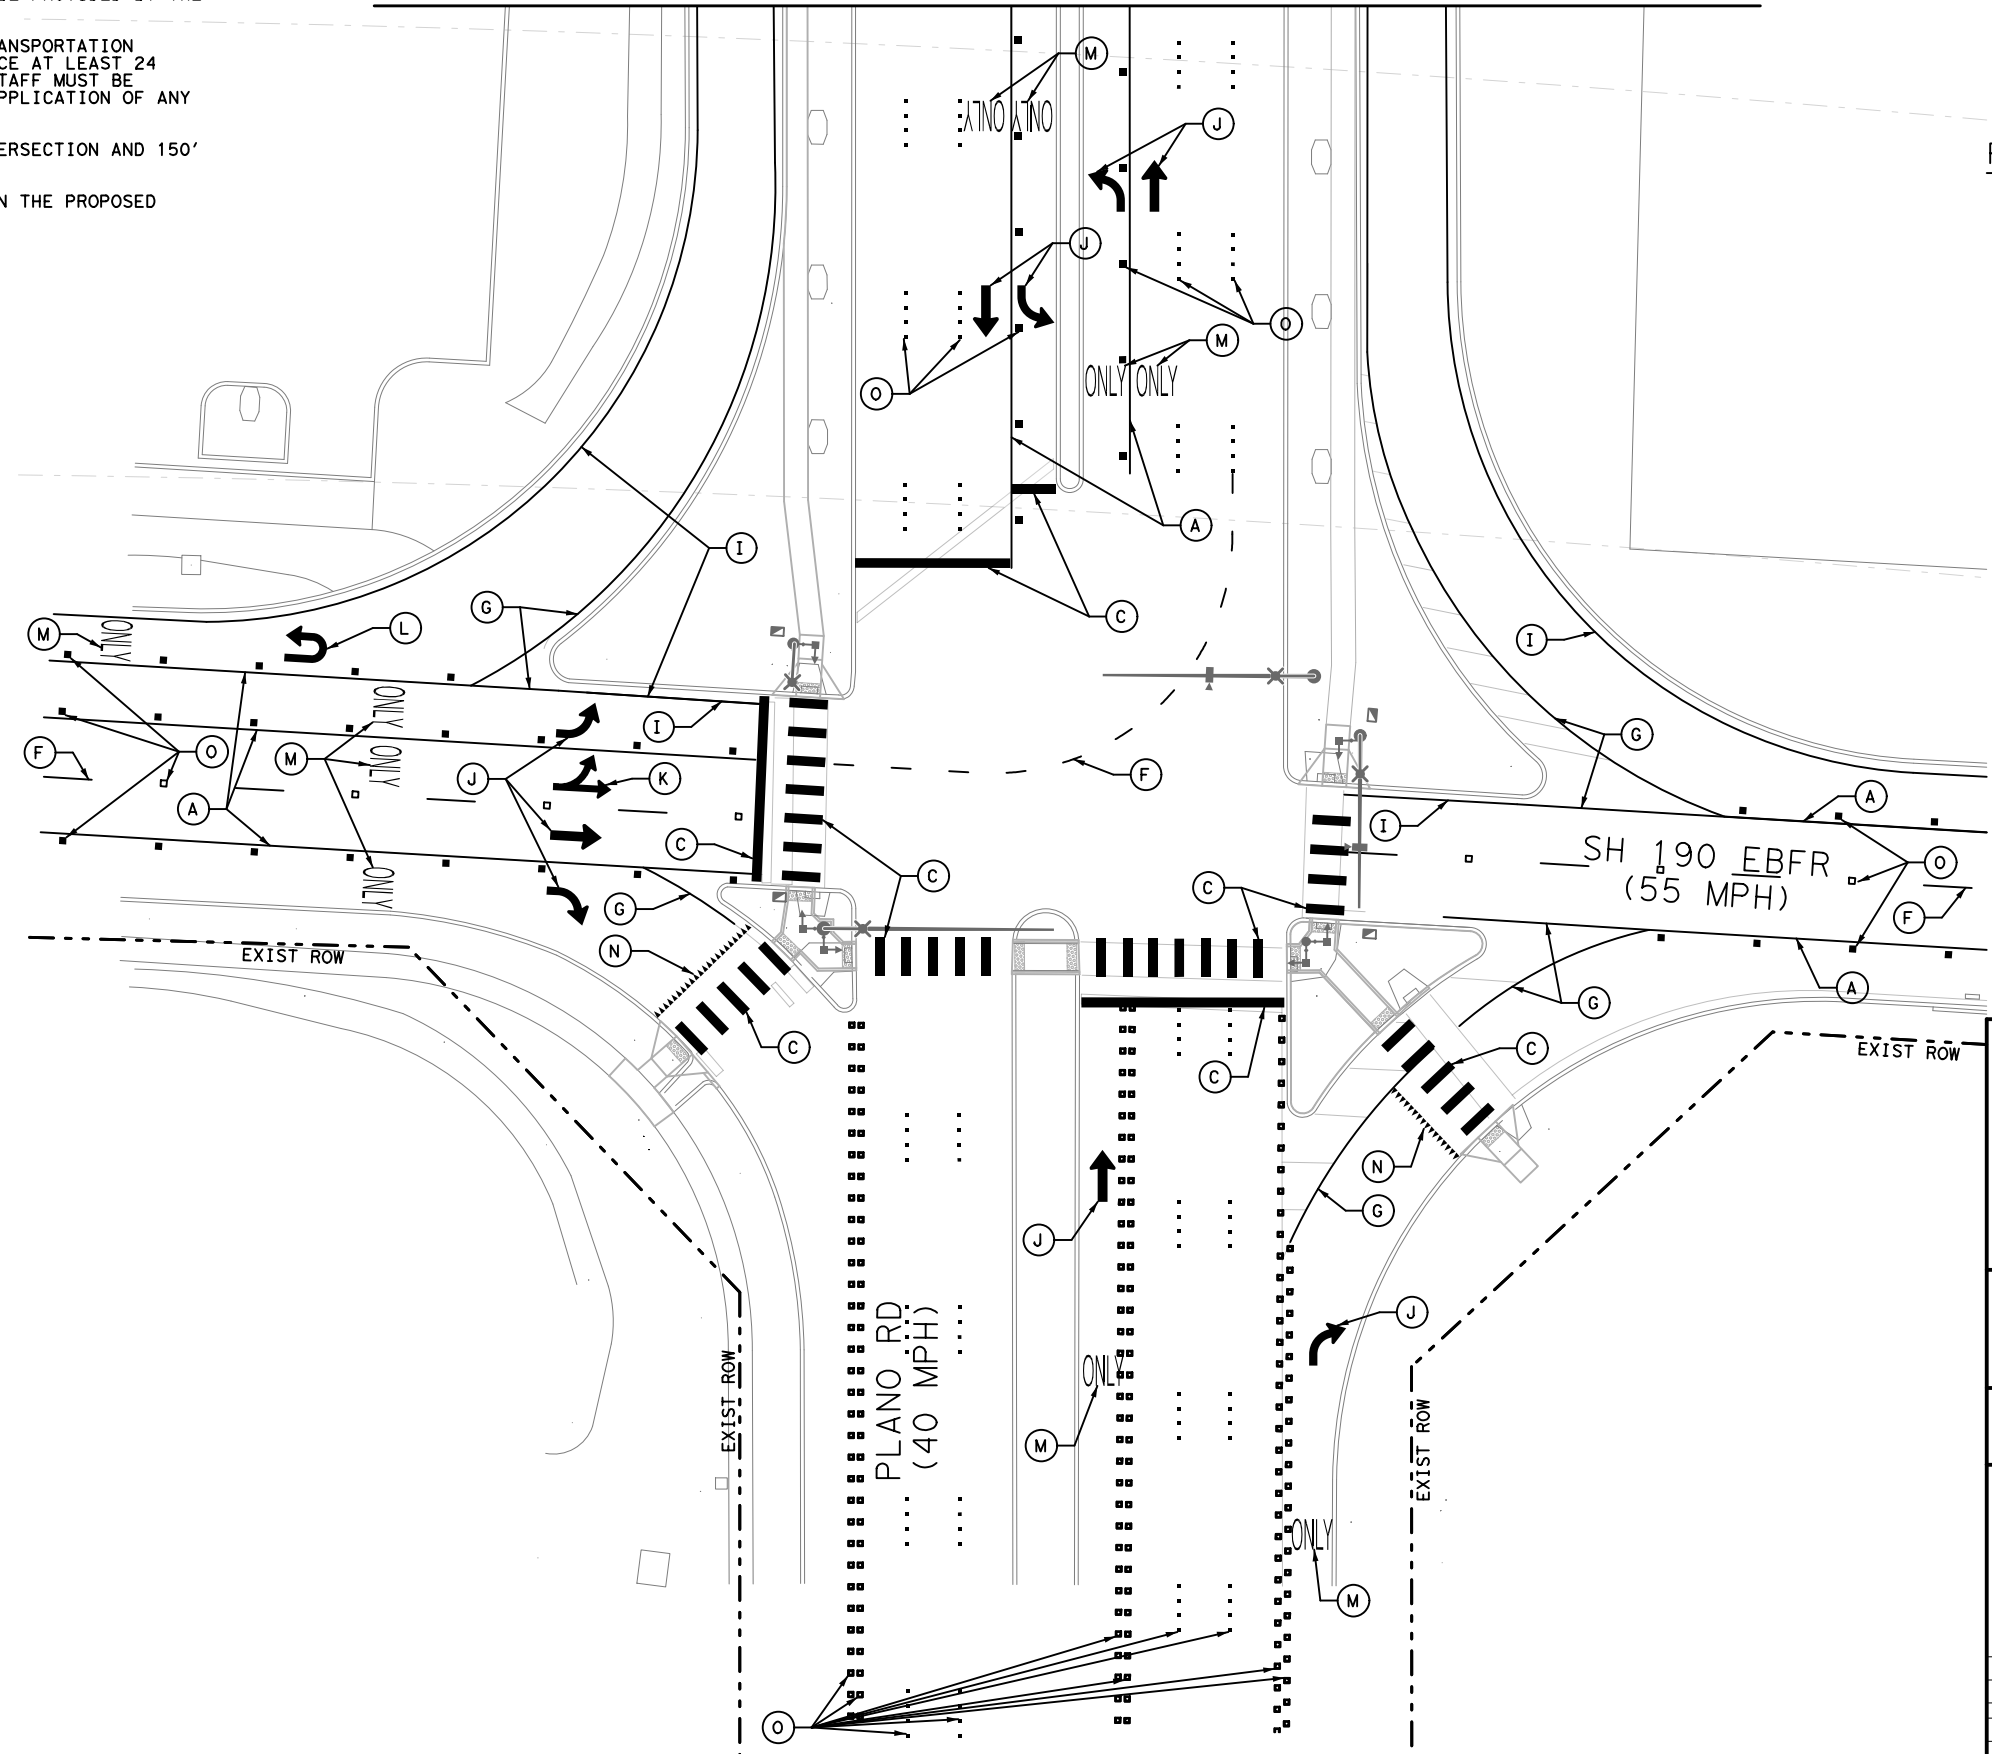 ANSPORTATION
CE AT LEAST 24
TAFF MUST BE
PPLICATION OF ANY
ERSECTION AND 150'
N THE PROPOSED
M
ONLY ONLY
J
J
O
M
ONLY ONLY
O
A
I
C
G
L
M
ONLY
I
I
G
ONLY
F
O
M
ONLY
J
K
F
A
A
I
C
SH 190 EBFR
(55 MPH)
O
C
C
ONLY
G
F
N
EXIST ROW
A
G
C
C
C
EXIST ROW
N
G
J
J
PLANO RD
(40 MPH)
EXIST ROW
ONLY
M
EXIST ROW
ONLY
M
O